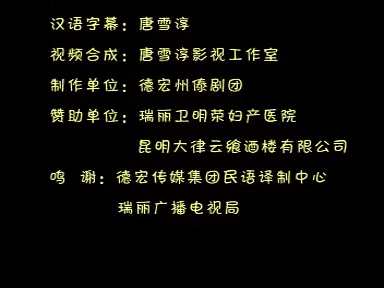 汉语字幕：唐雪淳
视频合成：唐雪淳影视工作室
制作单位：德宏州傣剧团
赞助单位：瑞丽卫明荣妇产医院
昆明大律云飨酒楼有限公司
鸣 谢：德宏传媒集团民语译制中心
瑞丽广播电视局